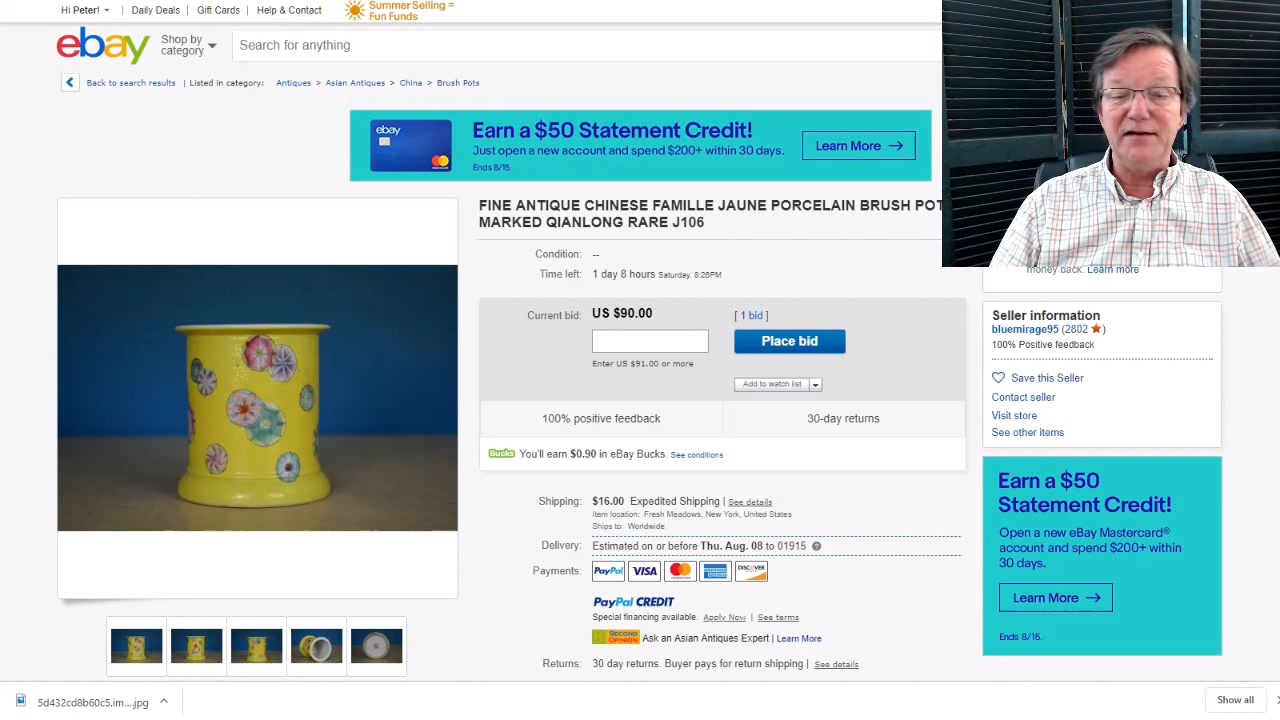 Hi Peter!
Daily Deals
Gift Cards
Help & Contact
Summer Selling =
Fun Funds
ebay
Shop by
category
Search for anything
Back to search results
Listed in category:
Antiques > Asian Antiques > China > Brush Pots
ebay
Earn a $50 Statement Credit!
Just open a new account and spend $200+ within 30 days.
Ends 8/15.
Learn More
FINE ANTIQUE CHINESE FAMILLE JAUNE PORCELAIN BRUSH POT
MARKED QIANLONG RARE J106
Condition: --
Time left: 1 day 8 hours Saturday, 8:26PM
Current bid: US $90.00 [ 1 bid ]
Place bid
Enter US $91.00 or more
Add to watch list
100% positive feedback
30-day returns
Bucks You'll earn $0.90 in eBay Bucks. See conditions
Shipping: $16.00 Expedited Shipping | See details
Item location: Fresh Meadows, New York, United States
Ships to: Worldwide
Delivery: Estimated on or before Thu. Aug. 08 to 01915
Payments: PayPal VISA MasterCard DISCOVER
PayPal CREDIT
Special financing available. Apply Now | See terms
SECOND OPINION Ask an Asian Antiques Expert | Learn More
Returns: 30 day returns. Buyer pays for return shipping | See details
money back. Learn more
Seller information
bluemirage95 (2802 )
100% Positive feedback
Save this Seller
Contact seller
Visit store
See other items
Earn a $50
Statement Credit!
Open a new eBay Mastercard®
account and spend $200+ within
30 days.
Learn More
Ends 8/15.
5d432cd8b60c5.im....jpg
Show all